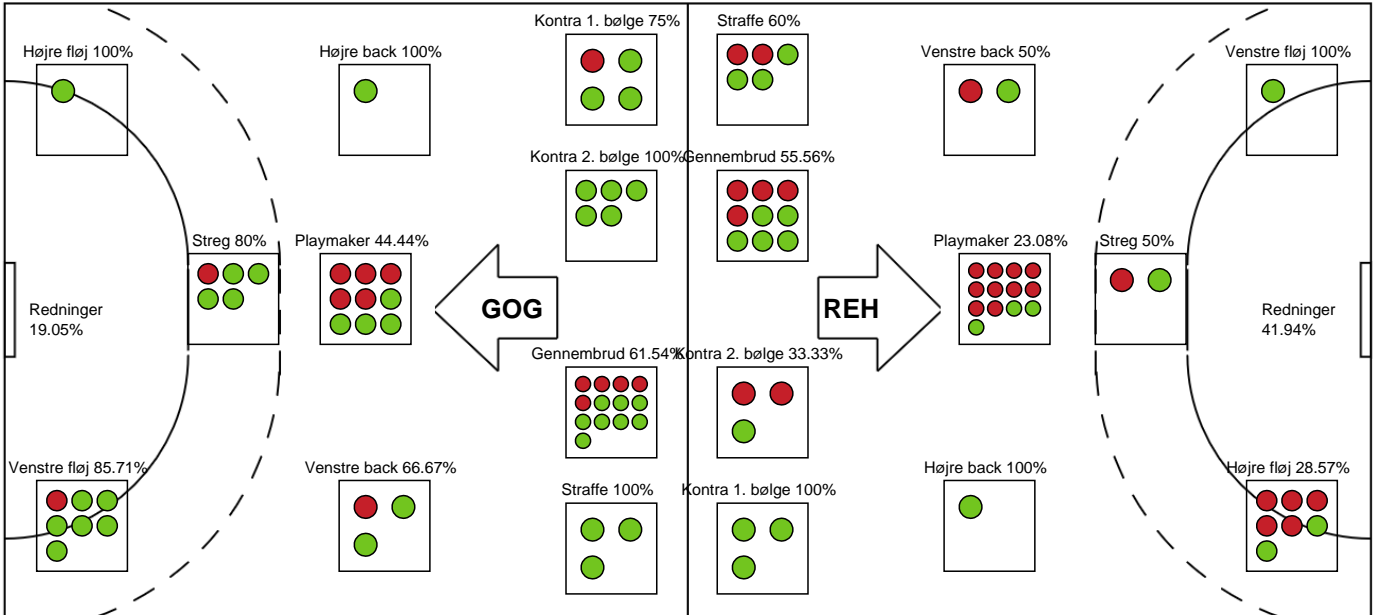 Kontra 1. bølge 75%
Straffe 60%
Højre fløj 100%
Højre back 100%
Venstre back 50%
Venstre fløj 100%
Kontra 2. bølge 100%
Gennembrud 55.56%
Streg 80%
Playmaker 44.44%
Playmaker 23.08%
Streg 50%
Redninger
19.05%
GOG
REH
Redninger
41.94%
Gennembrud 61.54%
Kontra 2. bølge 33.33%
Venstre fløj 85.71%
Venstre back 66.67%
Straffe 100%
Kontra 1. bølge 100%
Højre back 100%
Højre fløj 28.57%